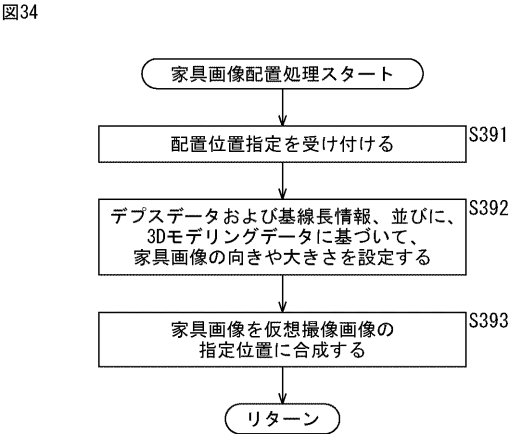 図34
家具画像配置処理スタート
配置位置指定を受け付ける
S391
デプスデータおよび基線長情報、並びに、
3Dモデリングデータに基づいて、
家具画像の向きや大きさを設定する
S392
家具画像を仮想撮像画像の
指定位置に合成する
S393
リターン